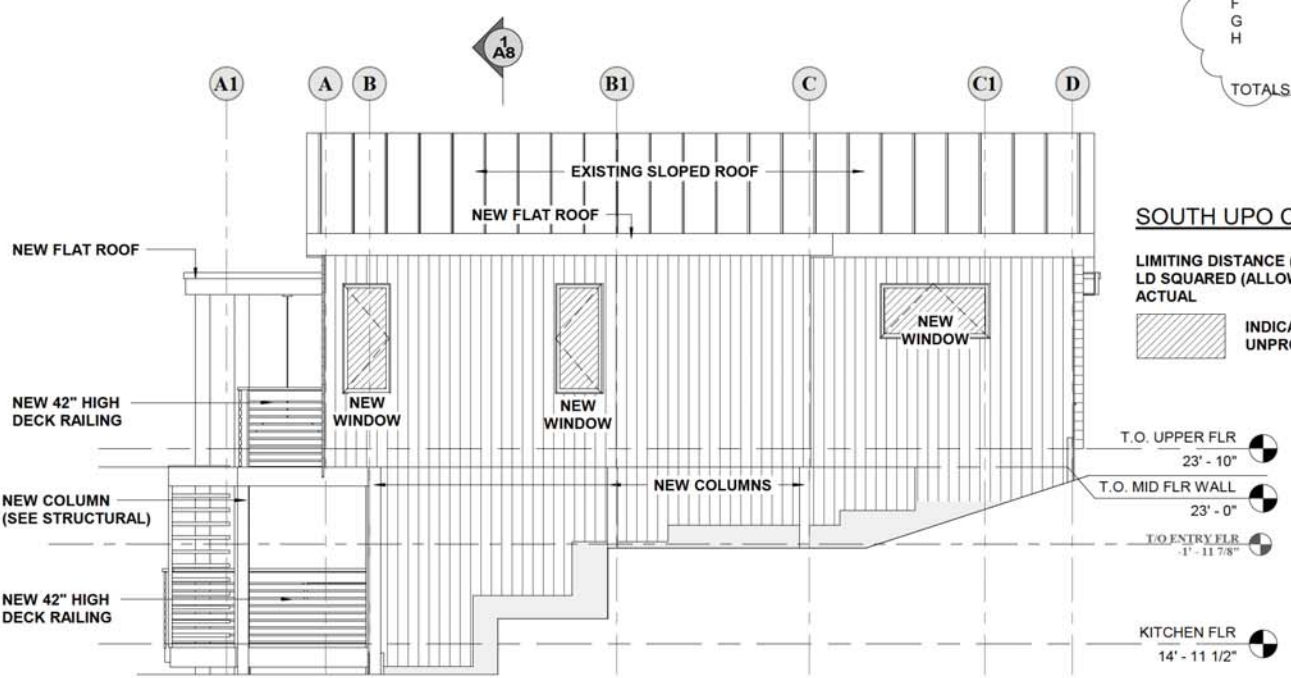 F
G
H
TOTALS
1
A8
A1
A
B
B1
C
C1
D
EXISTING SLOPED ROOF
NEW FLAT ROOF
NEW FLAT ROOF
SOUTH UPO C
LIMITING DISTANCE (
LD SQUARED (ALLOW
ACTUAL
INDICA
UNPRO
NEW
WINDOW
NEW
WINDOW
NEW
WINDOW
NEW 42" HIGH
DECK RAILING
T.O. UPPER FLR
23' - 10"
NEW COLUMNS
T.O. MID FLR WALL
23' - 0"
NEW COLUMN
(SEE STRUCTURAL)
T/O ENTRY FLR
-1' - 11 7/8"
NEW 42" HIGH
DECK RAILING
KITCHEN FLR
14' - 11 1/2"